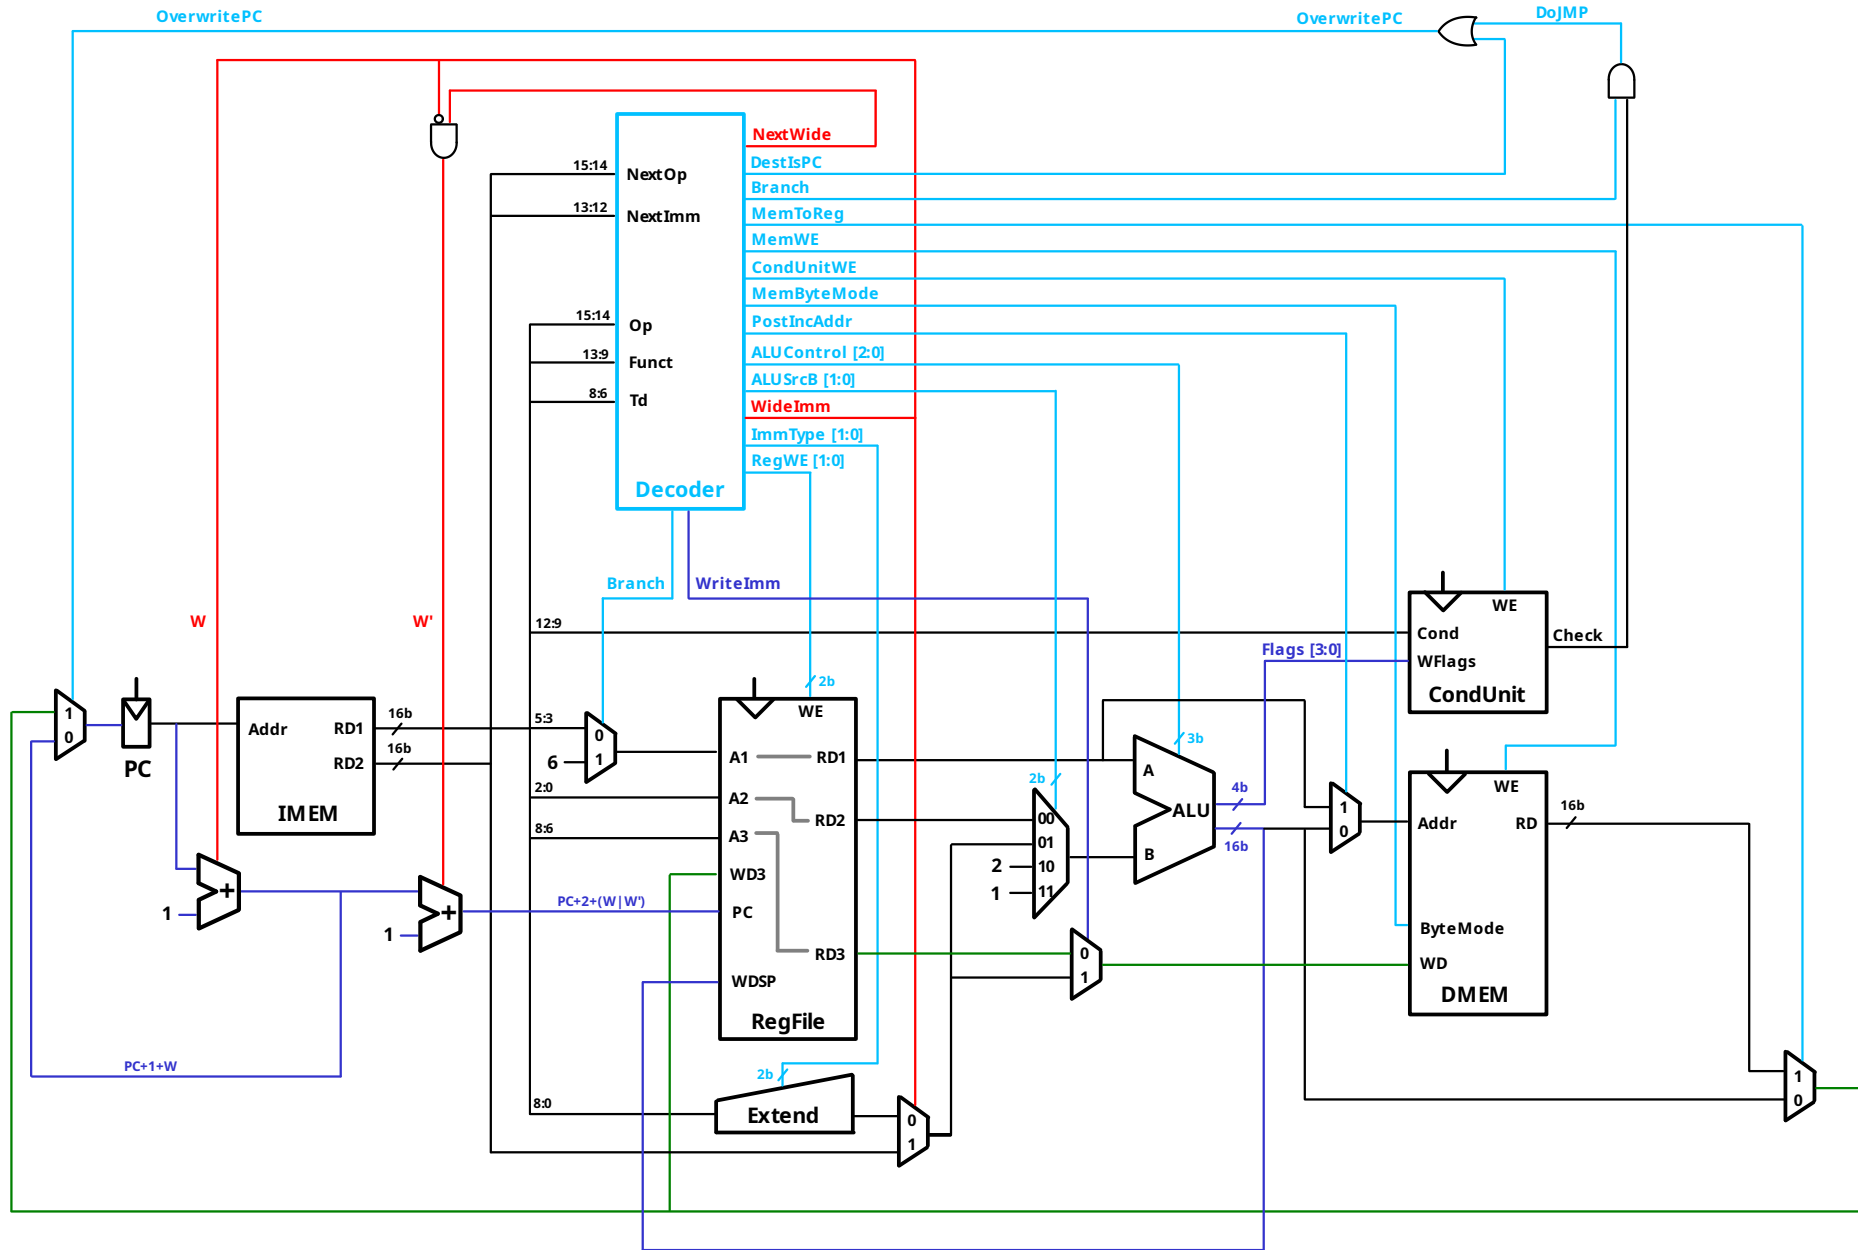 OverwritePC
OverwritePC
DoJMP
NextWide
15:14
NextOp
DestIsPC
Branch
13:12
NextImm
MemToReg
MemWE
CondUnitWE
MemByteMode
15:14
Op
PostIncAddr
13:9
Funct
ALUControl [2:0]
ALUSrcB [1:0]
8:6
Td
WideImm
ImmType [1:0]
RegWE [1:0]
Decoder
Branch
WriteImm
W
W'
12:9
WE
Cond
Check
Flags [3:0]
WFlags
CondUnit
2b
1
0
PC
Addr
RD1
RD2
IMEM
16b
16b
5:3
0
1
6
WE
A1
RD1
2:0
A2
RD2
8:6
A3
WD3
PC+2+(W|W')
PC
RD3
WDSP
RegFile
3b
2b
00
01
2
10
1
11
A
ALU
B
4b
16b
1
0
WE
Addr
RD
16b
ByteMode
WD
DMEM
+
1
+
1
0
1
PC+1+W
2b
8:0
Extend
0
1
1
0